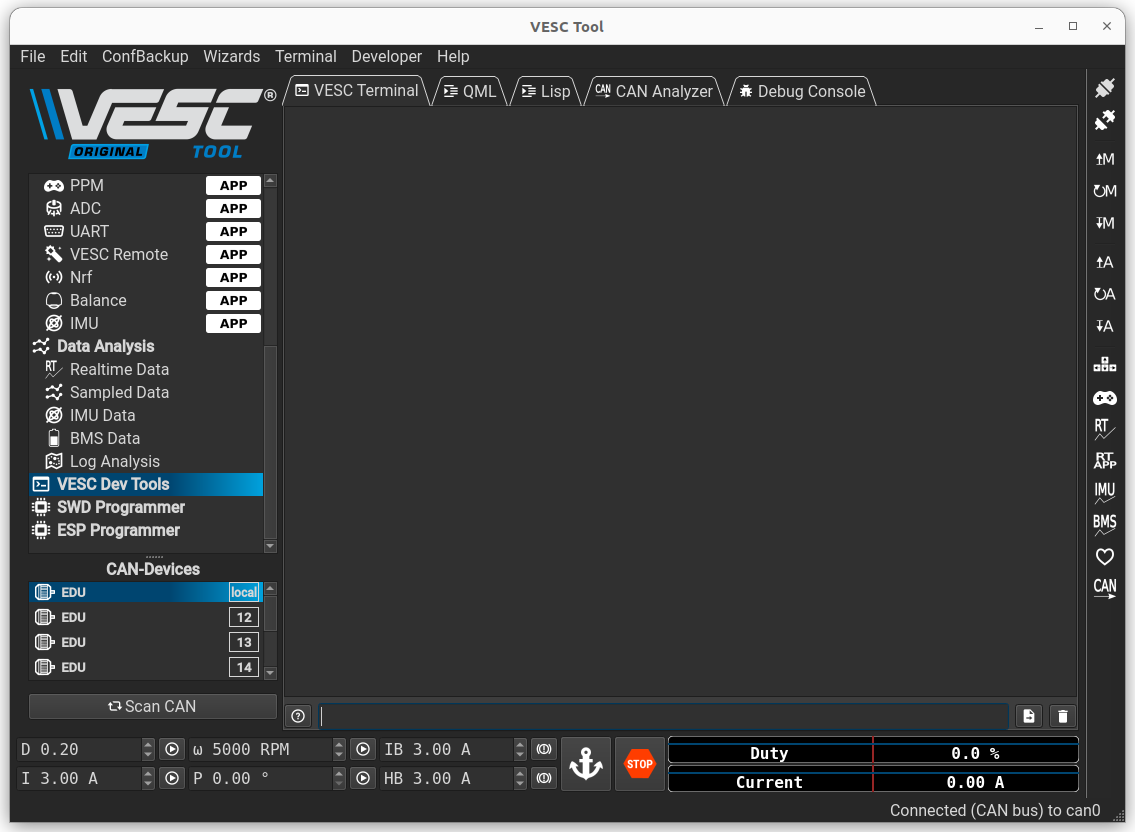 VESC Tool
File Edit ConfBackup Wizards Terminal Developer Help
VESC®
ORIGINAL TOOL
VESC Terminal QML Lisp CAN CAN Analyzer Debug Console
PPM APP
ADC APP
UART APP
VESC Remote APP
Nrf APP
Balance APP
IMU APP
Data Analysis
RT Realtime Data
Sampled Data
IMU Data
BMS Data
Log Analysis
VESC Dev Tools
SWD Programmer
ESP Programmer
CAN-Devices
EDU local
EDU 12
EDU 13
EDU 14
Scan CAN
M
M
M
A
A
A
RT
RT
APP
IMU
BMS
CAN
D 0.20 ω 5000 RPM IB 3.00 A
I 3.00 A P 0.00 ° HB 3.00 A
STOP
Duty 0.0 %
Current 0.00 A
Connected (CAN bus) to can0